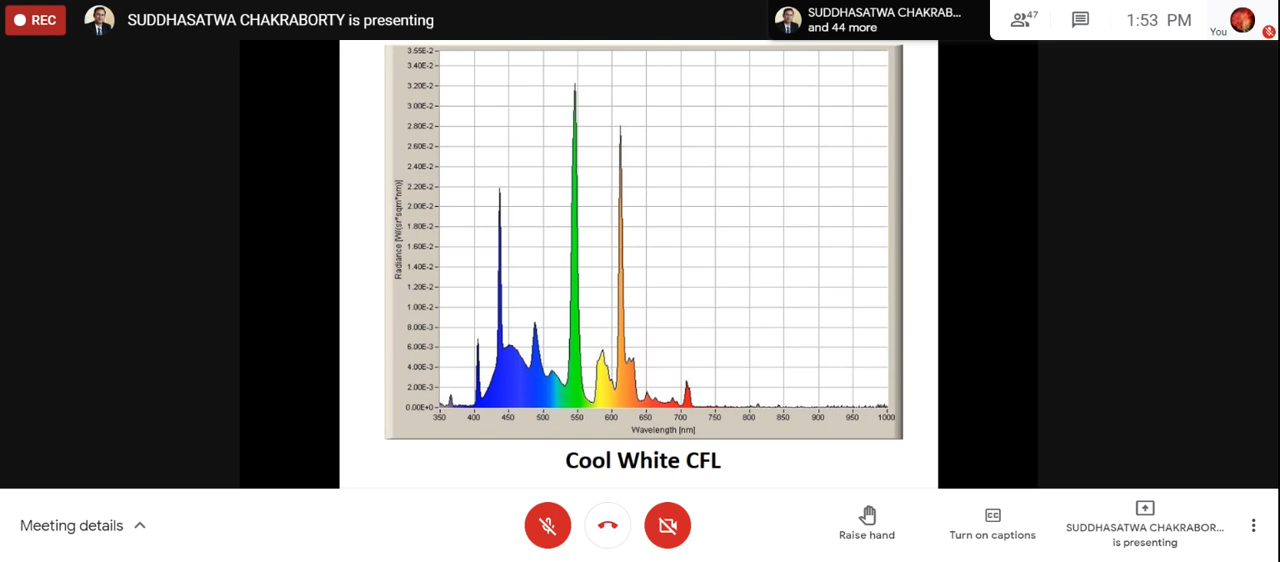 REC
SUDDHASATWA CHAKRABORTY is presenting
SUDDHASATWA CHAKRAB...
and 44 more
47
1:53 PM
You
3.55E-2
3.40E-2
3.20E-2
3.00E-2
2.80E-2
2.60E-2
2.40E-2
2.20E-2
2.00E-2
1.80E-2
1.60E-2
1.40E-2
1.20E-2
1.00E-2
8.00E-3
6.00E-3
4.00E-3
2.00E-3
0.00E+0
Radiance [W/(sr*sqm*nm)]
350 400 450 500 550 600 650 700 750 800 850 900 950 1000
Wavelength [nm]
Cool White CFL
Meeting details
Raise hand
CC
Turn on captions
SUDDHASATWA CHAKRABOR...
is presenting